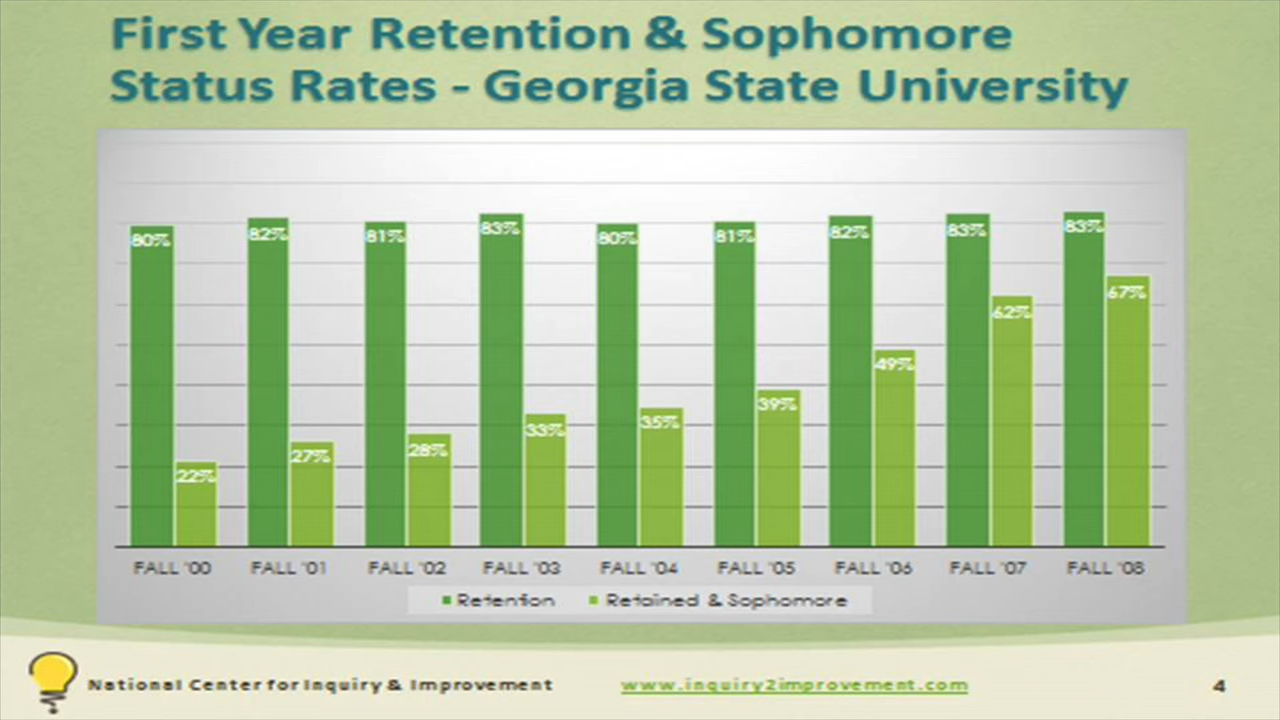 First Year Retention & Sophomore
Status Rates - Georgia State University
80% 22% 82% 27% 81% 28% 83% 33% 80% 35% 81% 39% 82% 49% 83% 62% 83% 67%
FALL '00 FALL '01 FALL '02 FALL '03 FALL '04 FALL '05 FALL '06 FALL '07 FALL '08
Retention Retained & Sophomore
National Center for Inquiry & Improvement www.inquiry2improvement.com 4